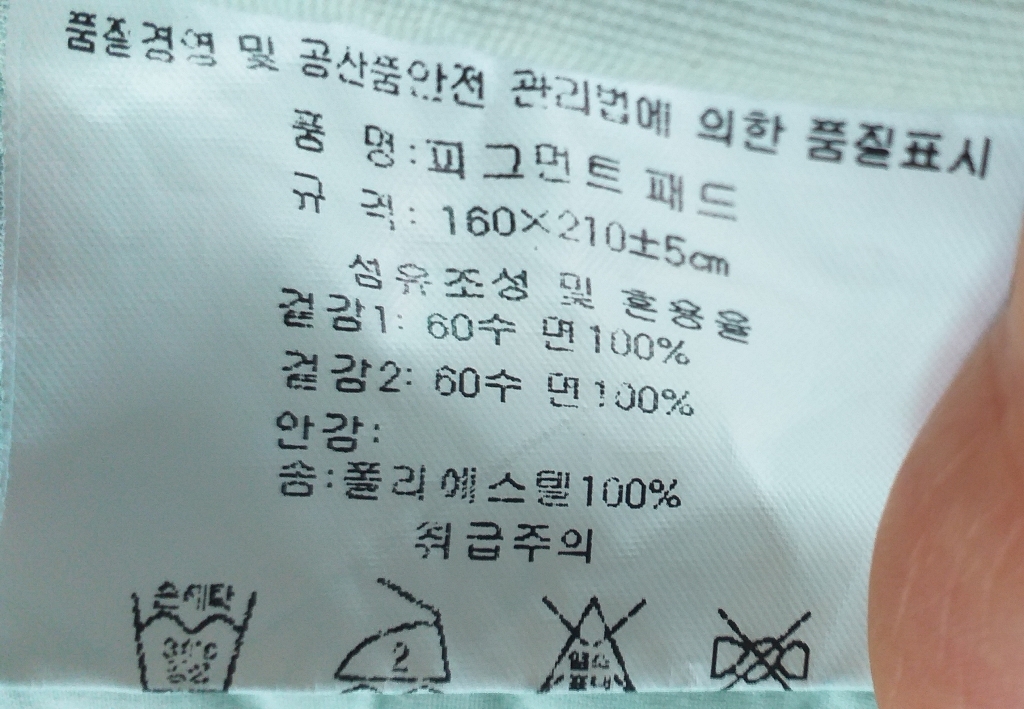 품질경영 및 공산품안전 관리법에 의한 품질표시
품 명:피그먼트 패드
규 격: 160×210±5cm
섬유조성 및 혼용율
겉감1: 60수 면100%
겉감2: 60수 면100%
안감:
솜:폴리에스텔100%
취급주의
손세탁
2
염소
표백